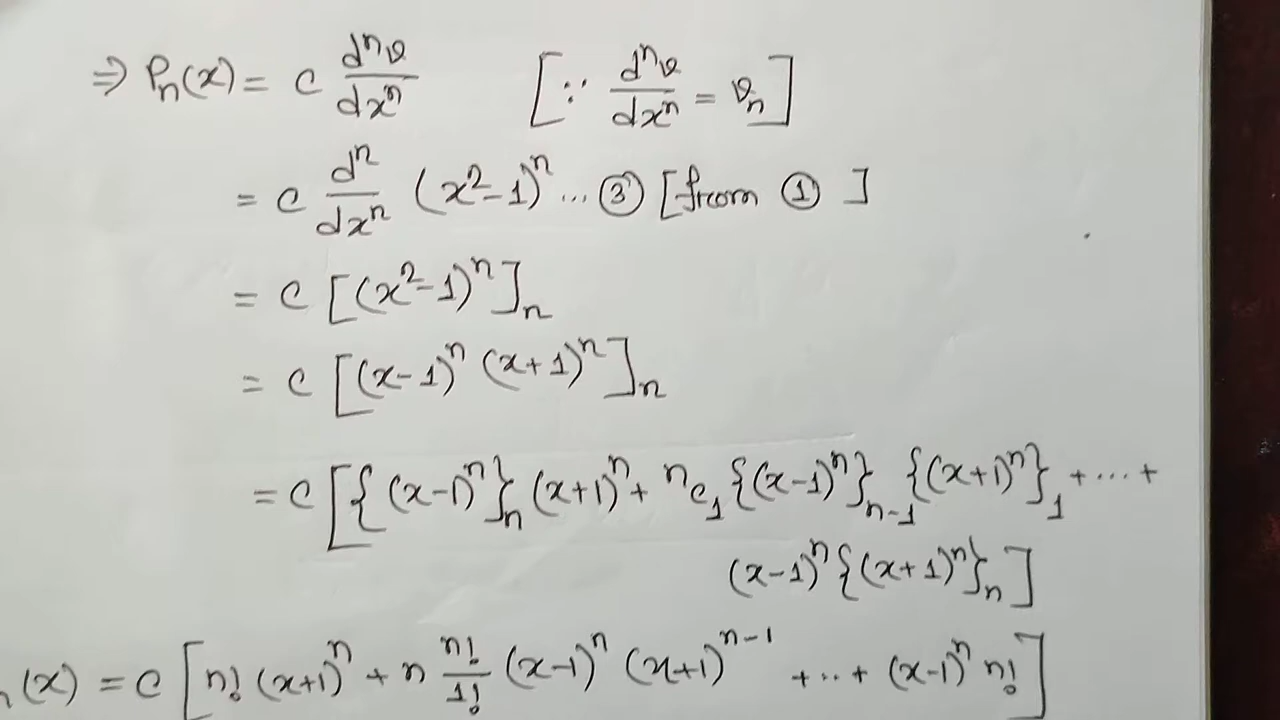 ⇒ Pₙ(x) = c dⁿv/dxⁿ [∵ dⁿv/dxⁿ = vₙ]
= c dⁿ/dxⁿ (x²-1)ⁿ ... ③ [from ①]
= c [(x²-1)ⁿ]ₙ
= c [(x-1)ⁿ (x+1)ⁿ]ₙ
= c [{(x-1)ⁿ}ₙ (x+1)ⁿ + ⁿc₁ {(x-1)ⁿ}ₙ₋₁ {(x+1)ⁿ}₁ + ... +
(x-1)ⁿ {(x+1)ⁿ}ₙ]
ₙ(x) = c [n! (x+1)ⁿ + n n!/1! (x-1)ⁿ (x+1)ⁿ⁻¹ + ... + (x-1)ⁿ n!]